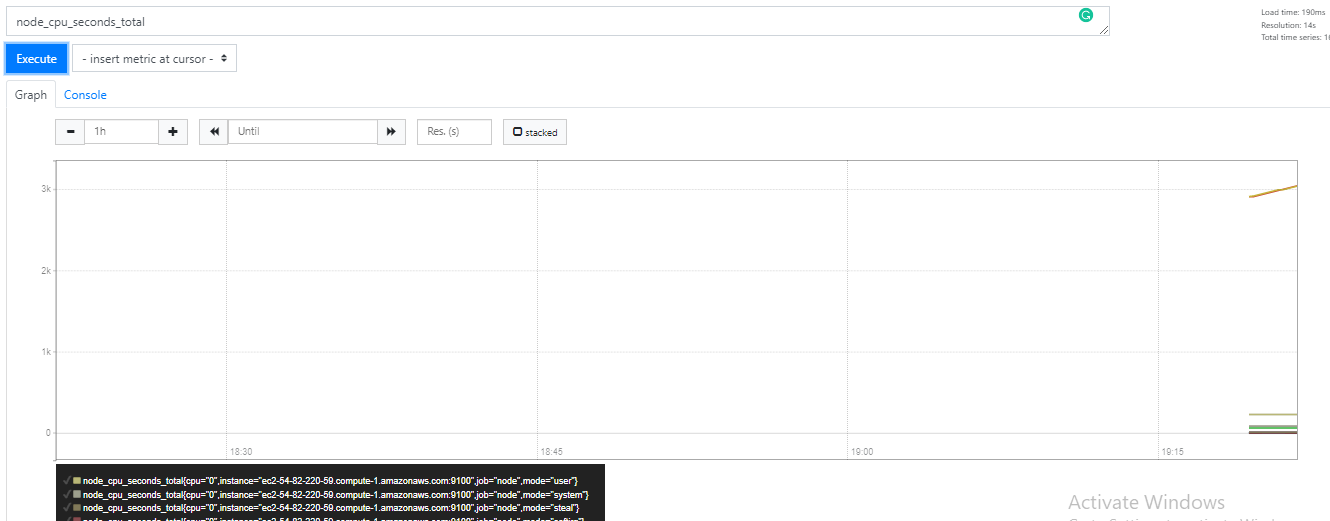 node_cpu_seconds_total
Load time: 190ms
Resolution: 14s
Total time series: 16
Execute
- insert metric at cursor -
Graph
Console
1h
Until
Res. (s)
stacked
3k
2k
1k
0
18:30
18:45
19:00
19:15
✓ node_cpu_seconds_total{cpu="0",instance="ec2-54-82-220-59.compute-1.amazonaws.com:9100",job="node",mode="user"}
✓ node_cpu_seconds_total{cpu="0",instance="ec2-54-82-220-59.compute-1.amazonaws.com:9100",job="node",mode="system"}
✓ node_cpu_seconds_total{cpu="0",instance="ec2-54-82-220-59.compute-1.amazonaws.com:9100",job="node",mode="steal"}
Activate Windows